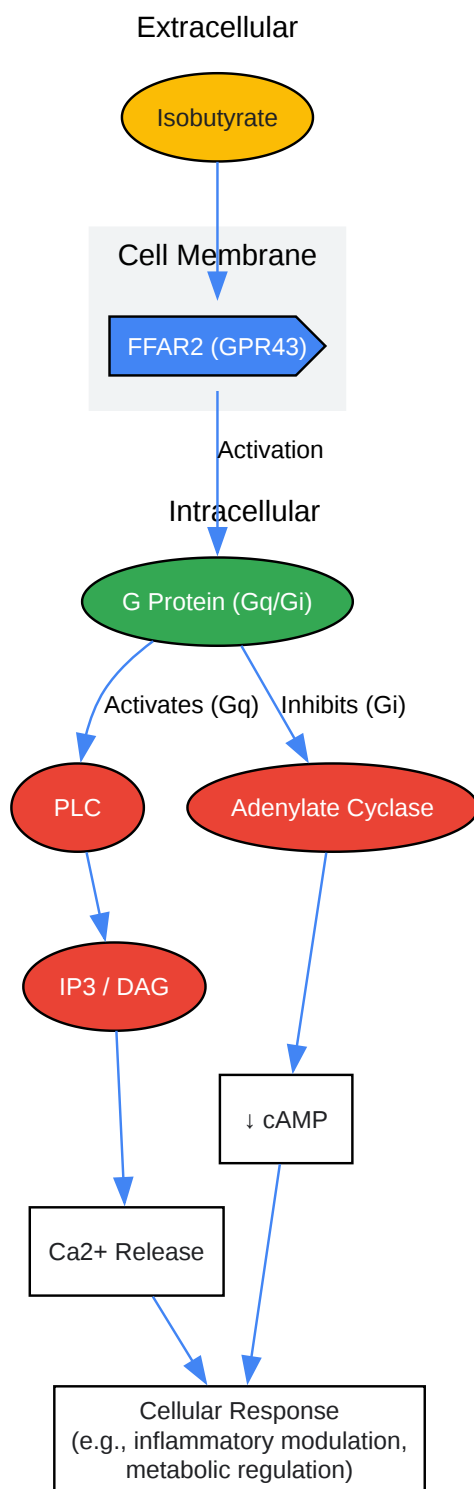 Extracellular
Isobutyrate
Cell Membrane
FFAR2 (GPR43)
Activation
Intracellular
G Protein (Gq/Gi)
Activates (Gq)
Inhibits (Gi)
PLC
Adenylate Cyclase
IP3 / DAG
↓ cAMP
Ca2+ Release
Cellular Response
(e.g., inflammatory modulation,
metabolic regulation)